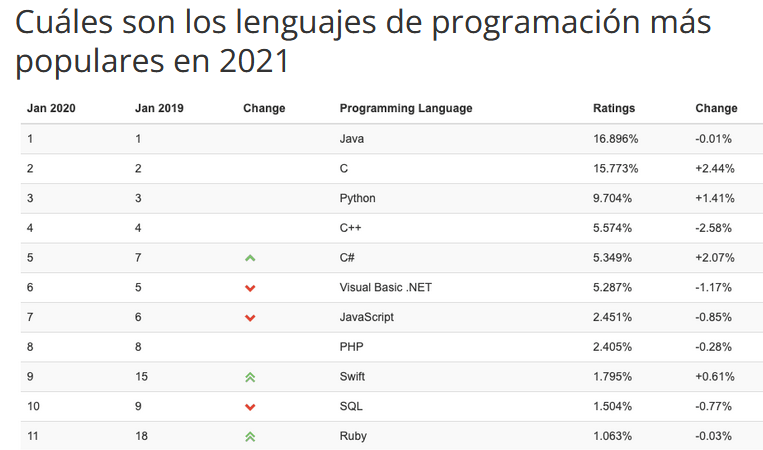 Cuáles son los lenguajes de programación más
populares en 2021
Jan 2020 Jan 2019 Change Programming Language Ratings Change
1 1 Java 16.896% -0.01%
2 2 C 15.773% +2.44%
3 3 Python 9.704% +1.41%
4 4 C++ 5.574% -2.58%
5 7 C# 5.349% +2.07%
6 5 Visual Basic .NET 5.287% -1.17%
7 6 JavaScript 2.451% -0.85%
8 8 PHP 2.405% -0.28%
9 15 Swift 1.795% +0.61%
10 9 SQL 1.504% -0.77%
11 18 Ruby 1.063% -0.03%